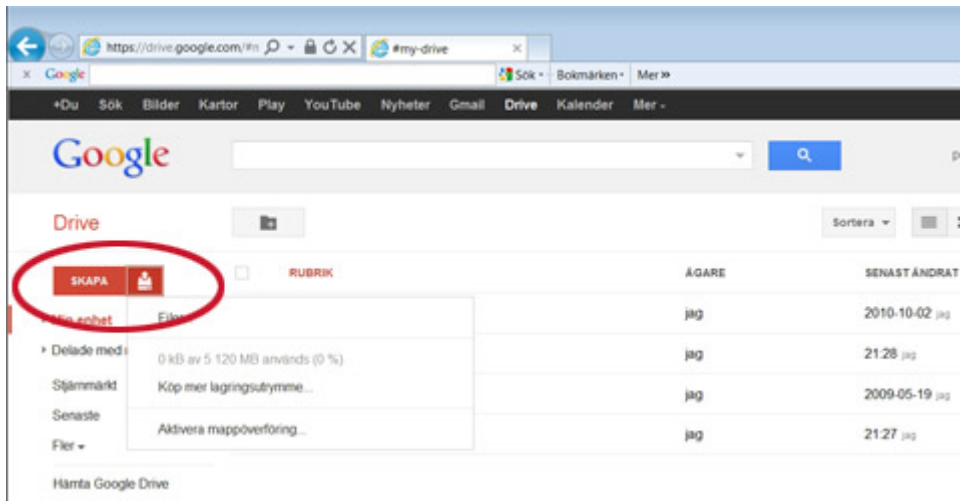 https://drive.google.com/#n #my-drive
Google Sök Bokmärken Mer
+Du Sök Bilder Kartor Play YouTube Nyheter Gmail Drive Kalender Mer
Google
Drive Sortera
SKAPA RUBRIK ÄGARE SENAST ÄNDRAT
enhet jag 2010-10-02 jag
Delade med
0 kB av 5 120 MB används (0 %) jag 21:28 jag
Stjärnmärkt Köp mer lagringsutrymme... jag 2009-05-19 jag
Senaste
Fler Aktivera mappöverföring... jag 21:27 jag
Hämta Google Drive